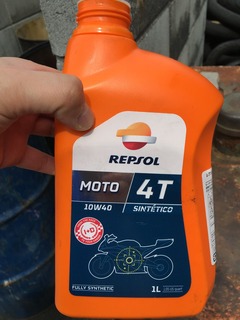 REPSOL
MOTO 4T
10W40 SINTÉTICO
I+D
FULLY SYNTHETIC 1L